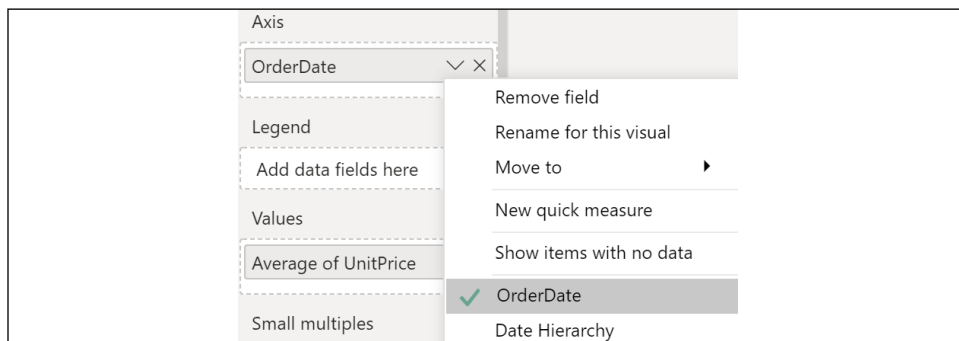 Axis
OrderDate
Legend
Add data fields here
Values
Average of UnitPrice
Small multiples
Remove field
Rename for this visual
Move to
New quick measure
Show items with no data
OrderDate
Date Hierarchy